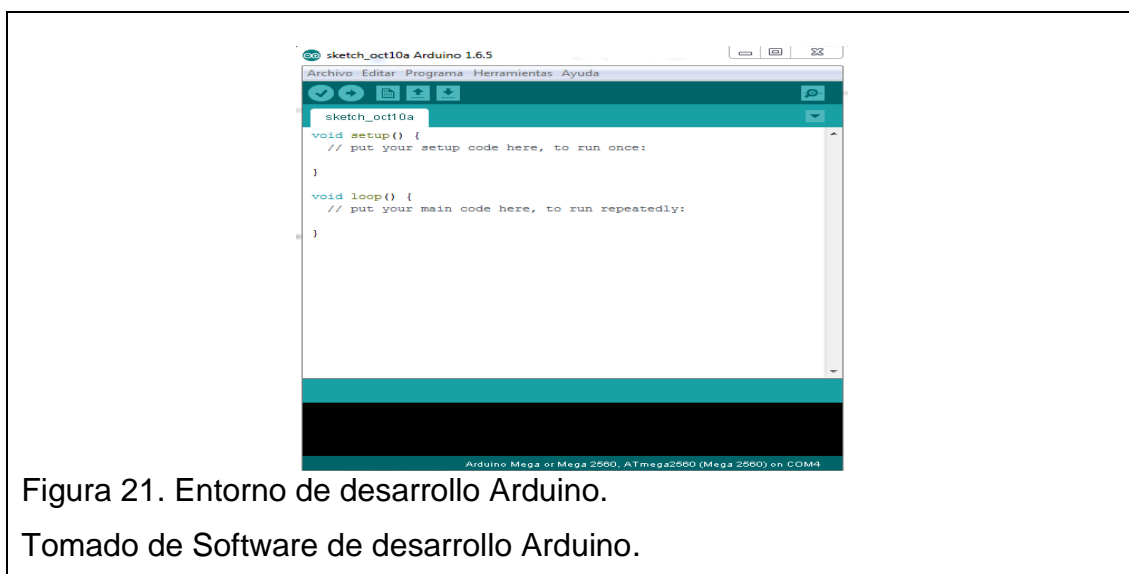 sketch_oct10a Arduino 1.6.5
Archivo Editar Programa Herramientas Ayuda
sketch_oct10a
void setup() {
// put your setup code here, to run once:
}
void loop() {
// put your main code here, to run repeatedly:
}
Arduino Mega or Mega 2560, ATmega2560 (Mega 2560) on COM4
Figura 21. Entorno de desarrollo Arduino.
Tomado de Software de desarrollo Arduino.